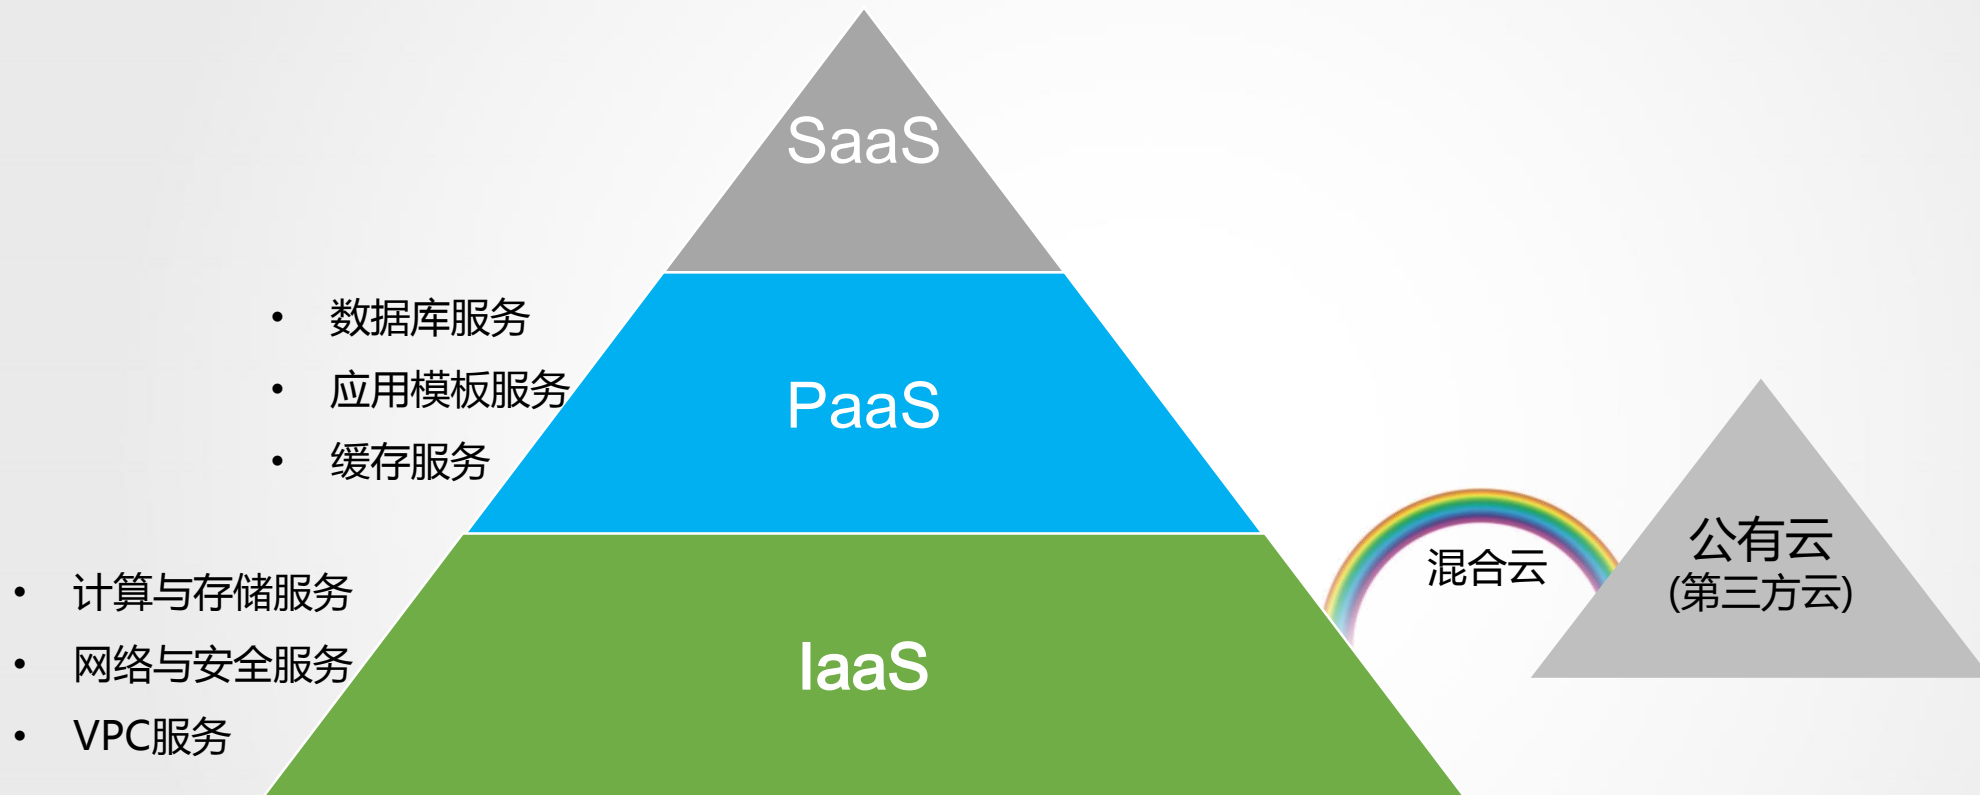 SaaS
• 数据库服务
• 应用模板服务
• 缓存服务
PaaS
• 计算与存储服务
• 网络与安全服务
• VPC服务
IaaS
混合云
公有云
(第三方云)